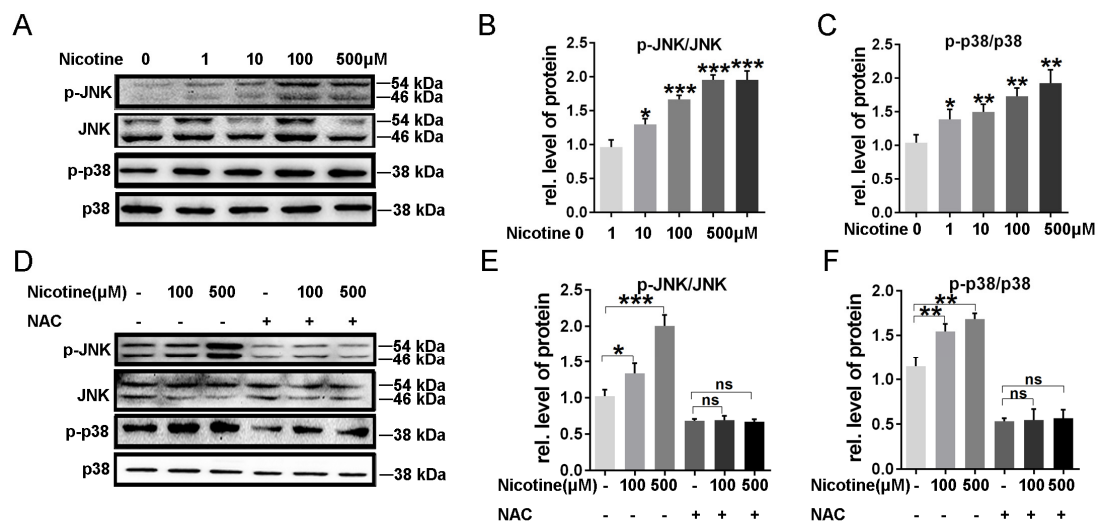 A
Nicotine 0 1 10 100 500μM
p-JNK 54 kDa
46 kDa
JNK 54 kDa
46 kDa
p-p38 38 kDa
p38 38 kDa
B
p-JNK/JNK
rel. level of protein
2.5
2.0
1.5
1.0
0.5
0.0
* *** *** ***
Nicotine 0 1 10 100 500μM
C
p-p38/p38
rel. level of protein
2.5
2.0
1.5
1.0
0.5
0.0
* ** ** **
Nicotine 0 1 10 100 500μM
D
Nicotine(μM) - 100 500 - 100 500
NAC - - - + + +
p-JNK 54 kDa
46 kDa
JNK 54 kDa
46 kDa
p-p38 38 kDa
p38 38 kDa
E
p-JNK/JNK
rel. level of protein
2.5
2.0
1.5
1.0
0.5
0.0
***
*
ns
ns
Nicotine(μM) - 100 500 - 100 500
NAC - - - + + +
F
p-p38/p38
rel. level of protein
2.0
1.5
1.0
0.5
0.0
**
**
ns
ns
Nicotine(μM) - 100 500 - 100 500
NAC - - - + + +